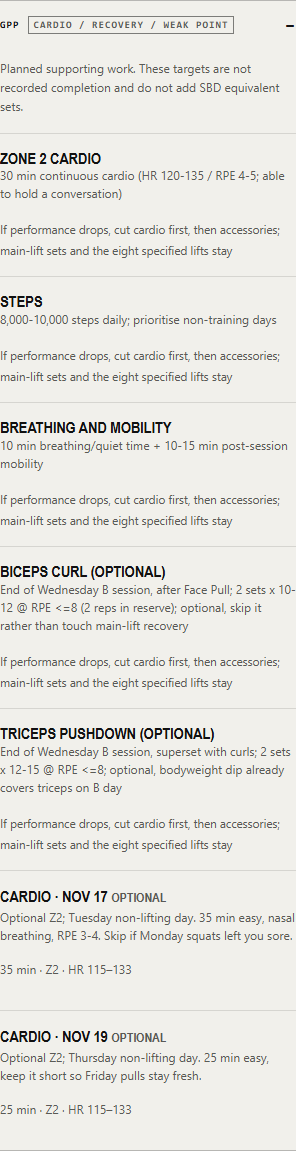 GPP CARDIO / RECOVERY / WEAK POINT –
Planned supporting work. These targets are not
recorded completion and do not add SBD equivalent
sets.
ZONE 2 CARDIO
30 min continuous cardio (HR 120-135 / RPE 4-5; able
to hold a conversation)
If performance drops, cut cardio first, then accessories;
main-lift sets and the eight specified lifts stay
STEPS
8,000-10,000 steps daily; prioritise non-training days
If performance drops, cut cardio first, then accessories;
main-lift sets and the eight specified lifts stay
BREATHING AND MOBILITY
10 min breathing/quiet time + 10-15 min post-session
mobility
If performance drops, cut cardio first, then accessories;
main-lift sets and the eight specified lifts stay
BICEPS CURL (OPTIONAL)
End of Wednesday B session, after Face Pull; 2 sets x 10-
12 @ RPE <=8 (2 reps in reserve); optional, skip it
rather than touch main-lift recovery
If performance drops, cut cardio first, then accessories;
main-lift sets and the eight specified lifts stay
TRICEPS PUSHDOWN (OPTIONAL)
End of Wednesday B session, superset with curls; 2 sets
x 12-15 @ RPE <=8; optional, bodyweight dip already
covers triceps on B day
If performance drops, cut cardio first, then accessories;
main-lift sets and the eight specified lifts stay
CARDIO · NOV 17 OPTIONAL
Optional Z2; Tuesday non-lifting day. 35 min easy, nasal
breathing, RPE 3-4. Skip if Monday squats left you sore.
35 min · Z2 · HR 115–133
CARDIO · NOV 19 OPTIONAL
Optional Z2; Thursday non-lifting day. 25 min easy,
keep it short so Friday pulls stay fresh.
25 min · Z2 · HR 115–133